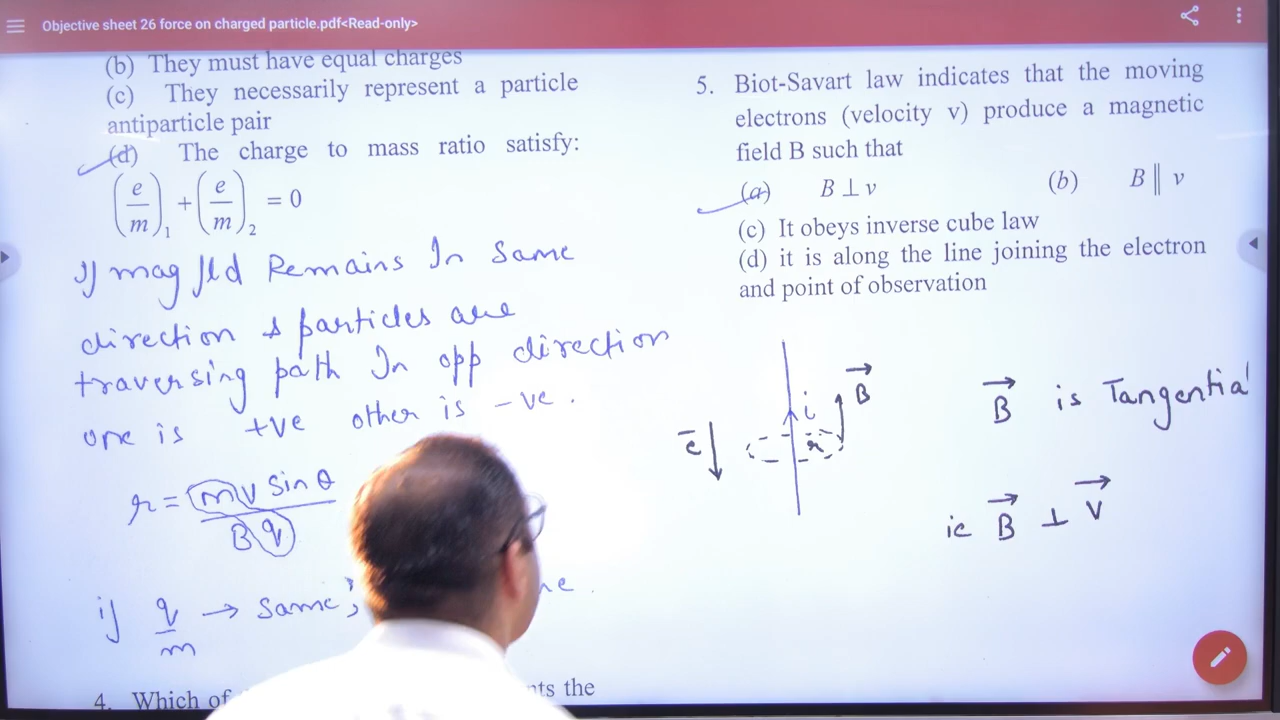 Objective sheet 26 force on charged particle.pdf<Read-only>
(b) They must have equal charges
(c) They necessarily represent a particle
antiparticle pair
(d) The charge to mass ratio satisfy:
(e/m)₁ + (e/m)₂ = 0
If mag fld Remains In same
direction & particles are
traversing path In opp direction
one is +ve other is -ve.
r = mv sin θ / Bq
if q/m → same;
4. Which of
nts the
5. Biot-Savart law indicates that the moving
electrons (velocity v) produce a magnetic
field B such that
(a) B ⊥ v (b) B ∥ v
(c) It obeys inverse cube law
(d) it is along the line joining the electron
and point of observation
i
B
r
e
B is Tangential
ie B ⊥ V